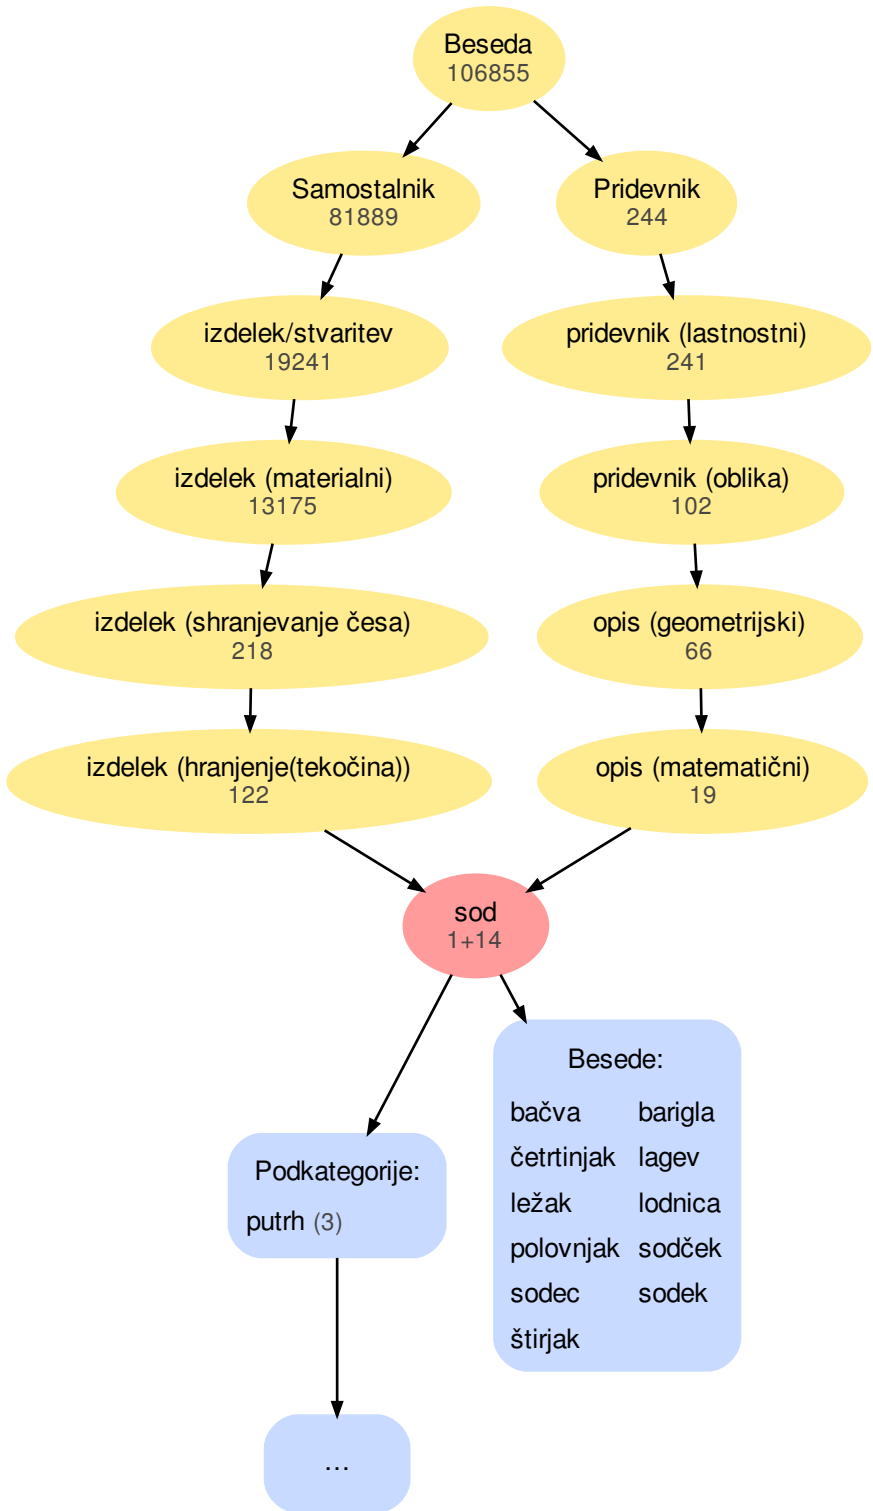 Beseda
106855
Samostalnik
81889
Pridevnik
244
izdelek/stvaritev
19241
pridevnik (lastnostni)
241
izdelek (materialni)
13175
pridevnik (oblika)
102
izdelek (shranjevanje česa)
218
opis (geometrijski)
66
izdelek (hranjenje(tekočina))
122
opis (matematični)
19
sod
1+14
Besede:
bačva barigla
četrtinjak lagev
ležak lodnica
polovnjak sodček
sodec sodek
štirjak
Podkategorije:
putrh (3)
...